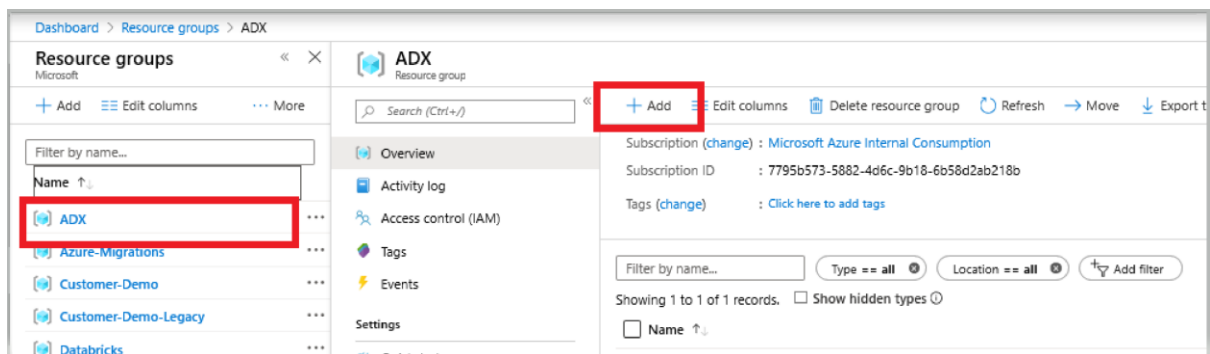 Dashboard > Resource groups > ADX
Resource groups « ×
Microsoft
+ Add Edit columns ··· More
Filter by name...
Name ↑↓
ADX ···
Azure-Migrations ···
Customer-Demo ···
Customer-Demo-Legacy ···
Databricks ···
ADX
Resource group
Search (Ctrl+/) «
Overview
Activity log
Access control (IAM)
Tags
Events
Settings
+ Add Edit columns Delete resource group Refresh → Move Export t
Subscription (change) : Microsoft Azure Internal Consumption
Subscription ID : 7795b573-5882-4d6c-9b18-6b58d2ab218b
Tags (change) : Click here to add tags
Filter by name... Type == all Location == all Add filter
Showing 1 to 1 of 1 records. Show hidden types
Name ↑↓